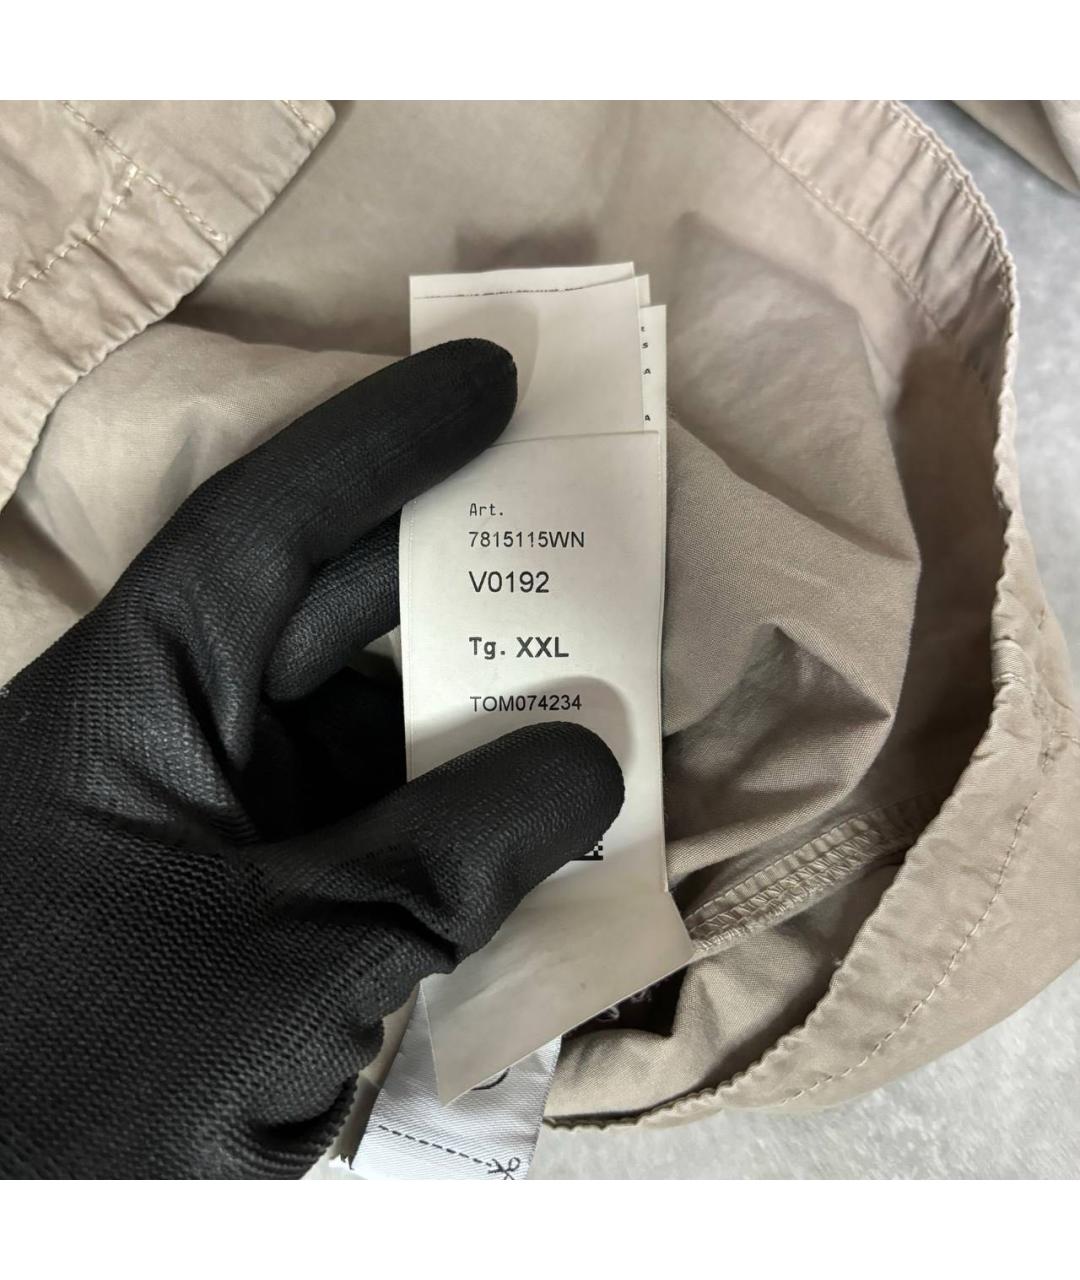 E
S
A
A
Art.
7815115WN
V0192
Tg. XXL
TOM074234